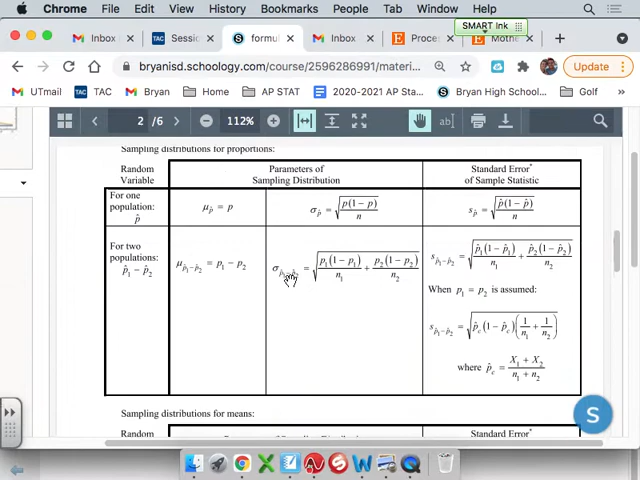 Chrome File Edit View History Bookmarks People Tab Window Help
SMART Ink
Inbox TAC Sessi S formul Inbox E Proce E Mothe
bryanisd.schoology.com/course/2596286991/materi... Update
UTmail TAC Bryan Home AP STAT 2020-2021 AP Sta... Bryan High School... Golf
2 /6 112%
Sampling distributions for proportions:
Random Variable Parameters of Sampling Distribution Standard Error* of Sample Statistic
For one population: p̂ μ_p̂ = p σ_p̂ = √(p(1 − p)/n) s_p̂ = √(p̂(1 − p̂)/n)
For two populations: p̂₁ − p̂₂ μ_p̂₁−p̂₂ = p₁ − p₂ σ_p̂₁−p̂₂ = √(p₁(1 − p₁)/n₁ + p₂(1 − p₂)/n₂) s_p̂₁−p̂₂ = √(p̂₁(1 − p̂₁)/n₁ + p̂₂(1 − p̂₂)/n₂)
When p₁ = p₂ is assumed:
s_p̂₁−p̂₂ = √(p̂_c(1 − p̂_c)(1/n₁ + 1/n₂))
where p̂_c = (X₁ + X₂)/(n₁ + n₂)
S
Sampling distributions for means:
Random Standard Error*